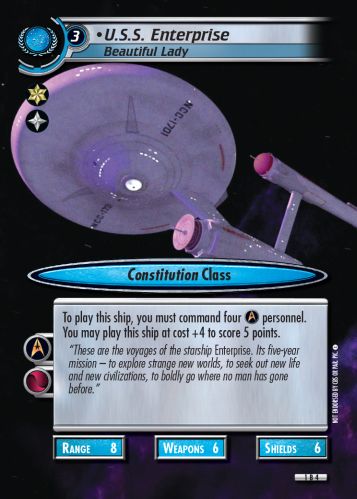 3
•U.S.S. Enterprise
Beautiful Lady
NCC-1701
Constitution Class
To play this ship, you must command four personnel.
You may play this ship at cost +4 to score 5 points.
"These are the voyages of the starship Enterprise. Its five-year
mission – to explore strange new worlds, to seek out new life
and new civilizations, to boldly go where no man has gone
before."
RANGE 8
WEAPONS 6
SHIELDS 6
NOT ENDORSED BY CBS OR PAR. PIC.
1 B 4